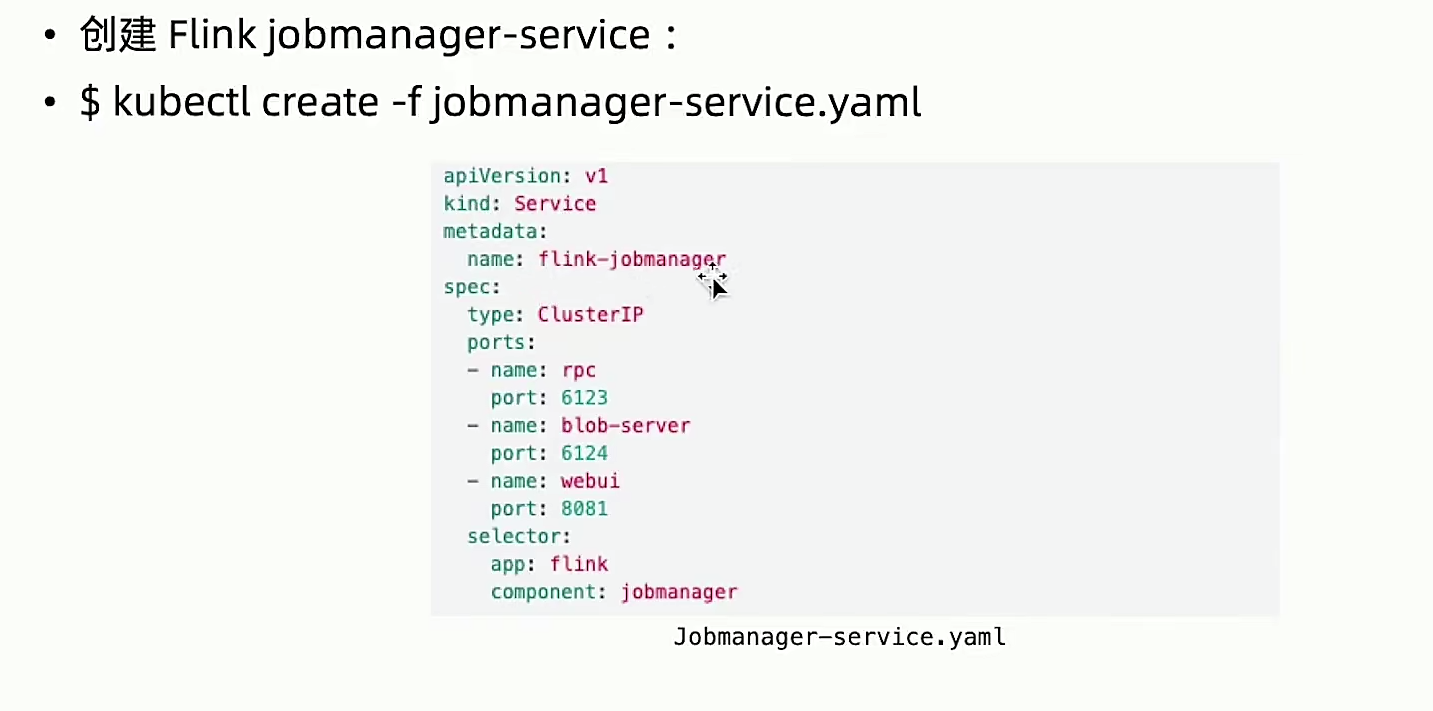 • 创建 Flink jobmanager-service：
• $ kubectl create -f jobmanager-service.yaml
apiVersion: v1
kind: Service
metadata:
  name: flink-jobmanager
spec:
  type: ClusterIP
  ports:
  - name: rpc
    port: 6123
  - name: blob-server
    port: 6124
  - name: webui
    port: 8081
  selector:
    app: flink
    component: jobmanager
Jobmanager-service.yaml